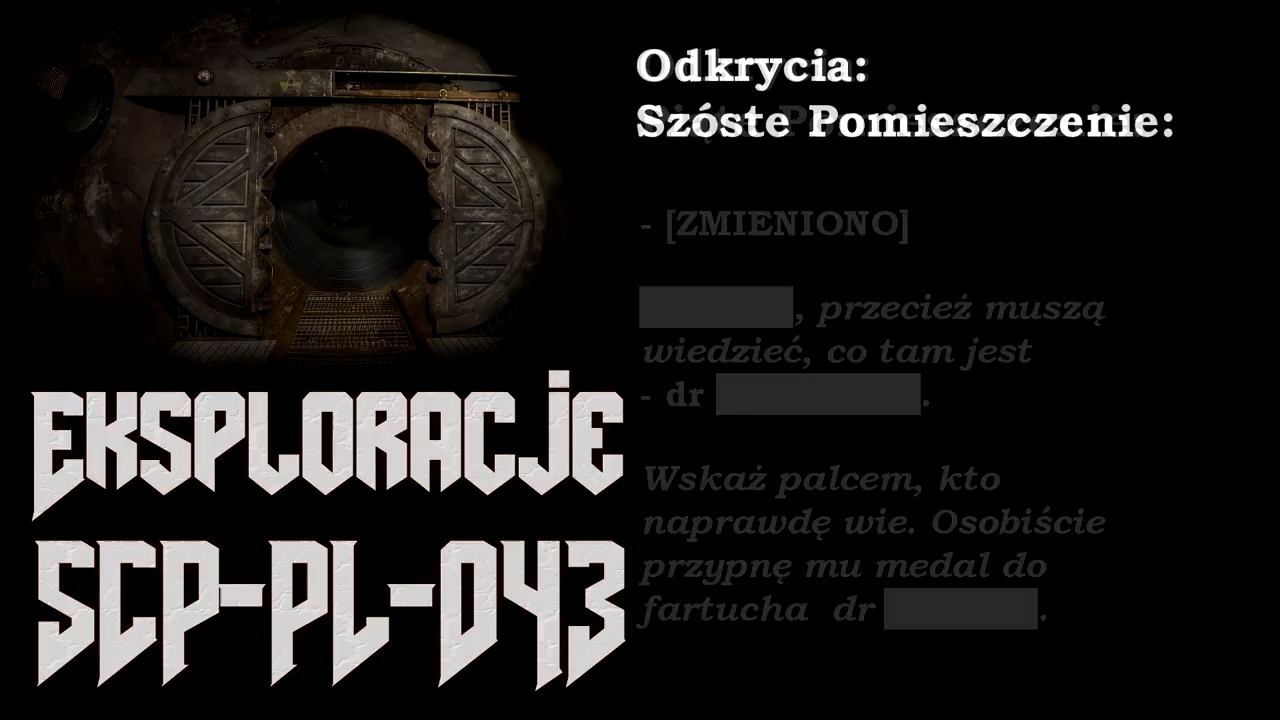 Odkrycia:
Szóste Pomieszczenie:
- [ZMIENIONO]
, przecież muszą
wiedzieć, co tam jest
- dr .
Wskaż palcem, kto
naprawdę wie. Osobiście
przypnę mu medal do
fartucha dr .
EKSPLORACJE
SCP-PL-043